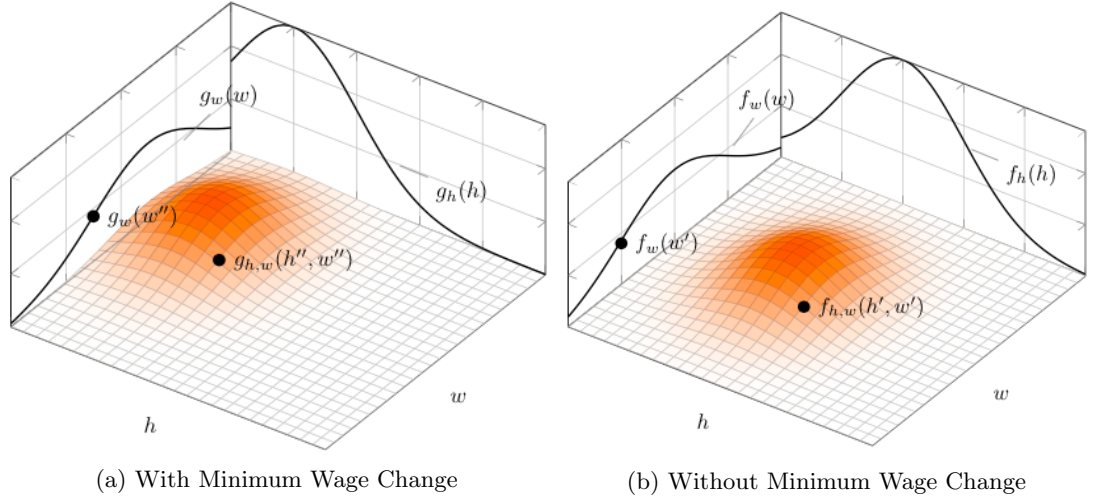 g_w(w)
g_h(h)
g_w(w″)
g_{h,w}(h″, w″)
w
h
(a) With Minimum Wage Change
f_w(w)
f_h(h)
f_w(w′)
f_{h,w}(h′, w′)
w
h
(b) Without Minimum Wage Change